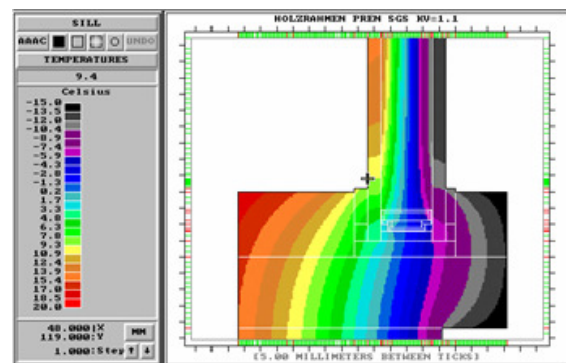 SILL
AAAC UNDO
TEMPERATURES
9.4
Celsius
-15.0
-12.0
-10.4
-8.9
-7.4
-5.9
-4.3
-2.8
-1.3
0.2
1.7
3.3
4.8
6.3
7.8
9.3
10.9
12.4
13.9
15.4
17.0
18.5
20.0
48.000:X MM
119.000:Y
1.000:Step
HOLZRAHMEN PREM SGS KV=1.1
[5.00 MILLIMETERS BETWEEN TICKS]